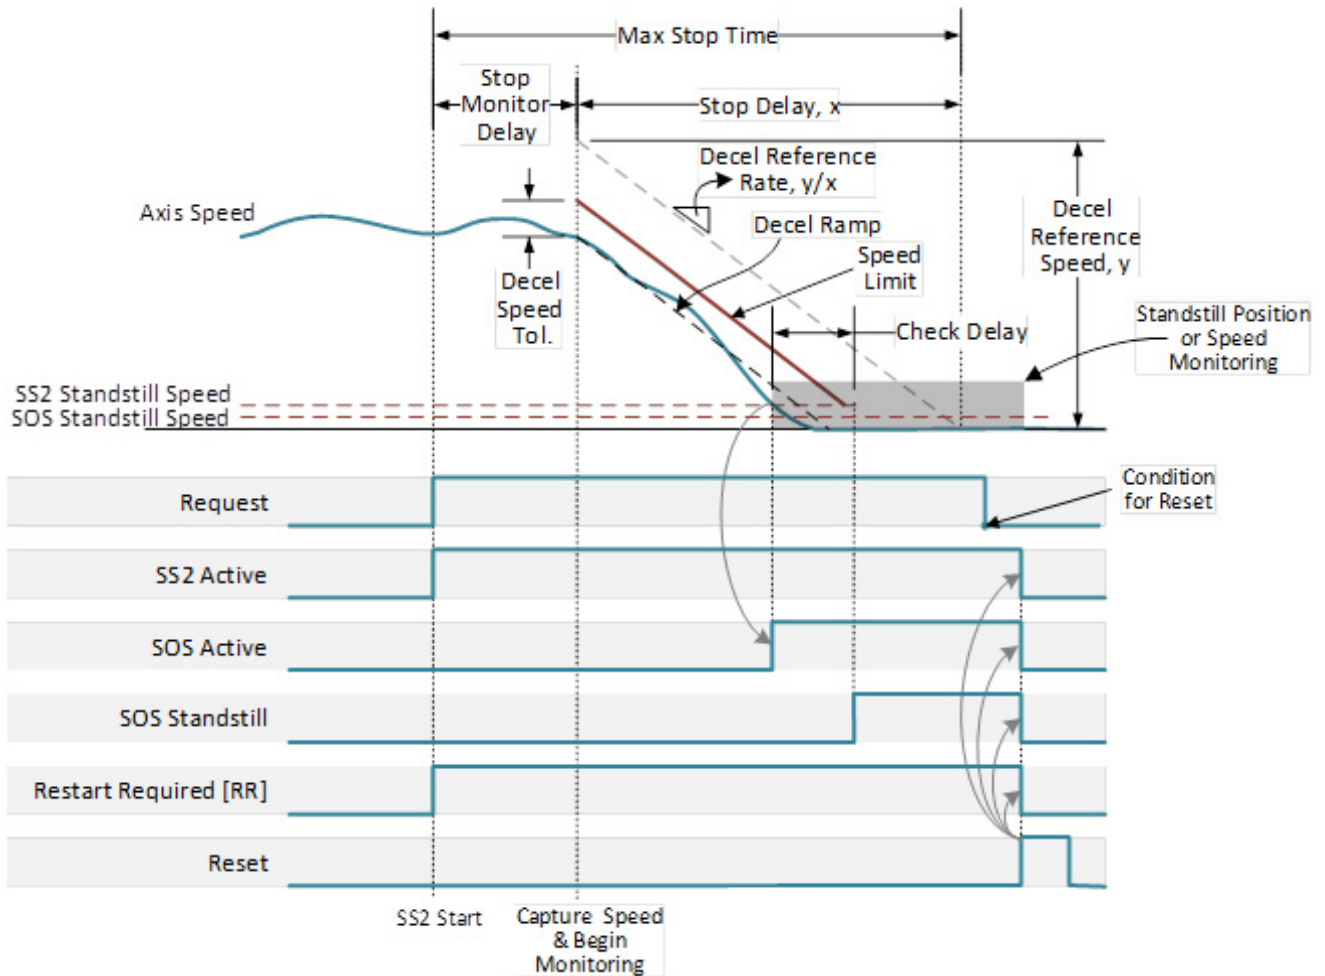 Max Stop Time
Stop
Monitor
Delay
Stop Delay, x
Decel Reference
Rate, y/x
Axis Speed
Decel Ramp
Decel
Reference
Speed, y
Speed
Limit
Decel
Speed
Tol.
Check Delay
Standstill Position
or Speed
Monitoring
SS2 Standstill Speed
SOS Standstill Speed
Request
Condition
for Reset
SS2 Active
SOS Active
SOS Standstill
Restart Required [RR]
Reset
SS2 Start
Capture Speed
& Begin
Monitoring